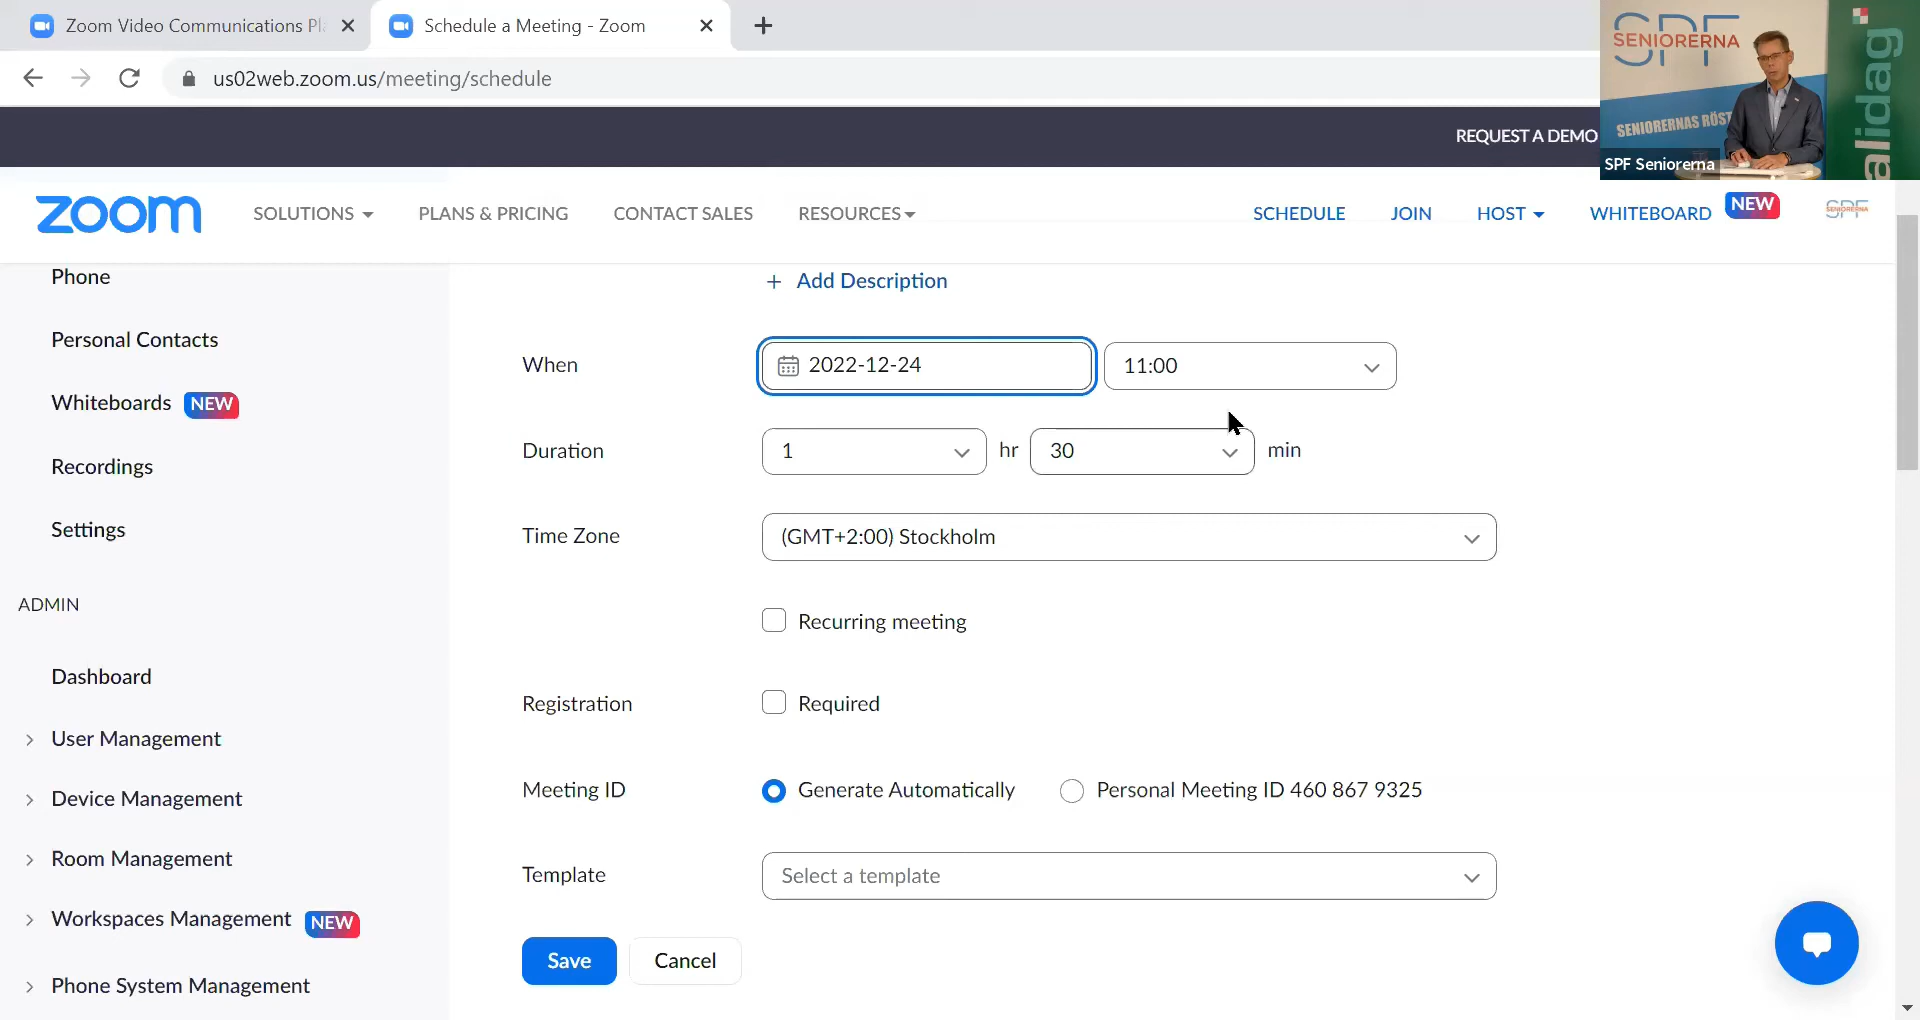 Zoom Video Communications Pl
Schedule a Meeting - Zoom
us02web.zoom.us/meeting/schedule
REQUEST A DEMO
SPF
SENIORERNA
SENIORERNAS RÖST
alidag
SPF Seniorerna
zoom
SOLUTIONS
PLANS & PRICING
CONTACT SALES
RESOURCES
SCHEDULE
JOIN
HOST
WHITEBOARD
NEW
SPF
SENIORERNA
Phone
Personal Contacts
Whiteboards NEW
Recordings
Settings
ADMIN
Dashboard
User Management
Device Management
Room Management
Workspaces Management NEW
Phone System Management
+ Add Description
When 2022-12-24 11:00
Duration 1 hr 30 min
Time Zone (GMT+2:00) Stockholm
Recurring meeting
Registration Required
Meeting ID Generate Automatically Personal Meeting ID 460 867 9325
Template Select a template
Save Cancel